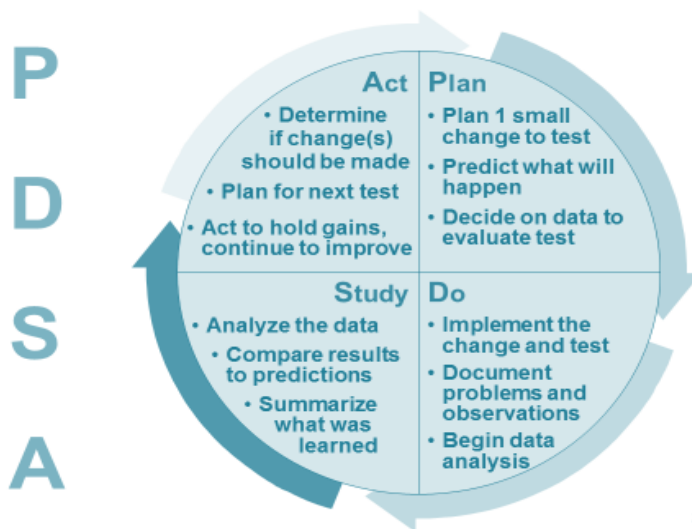 P
D
S
A
Plan
• Plan 1 small
change to test
• Predict what will
happen
• Decide on data to
evaluate test
Do
• Implement the
change and test
• Document
problems and
observations
• Begin data
analysis
Study
• Analyze the data
• Compare results
to predictions
• Summarize
what was
learned
Act
• Determine
if change(s)
should be made
• Plan for next test
• Act to hold gains,
continue to improve